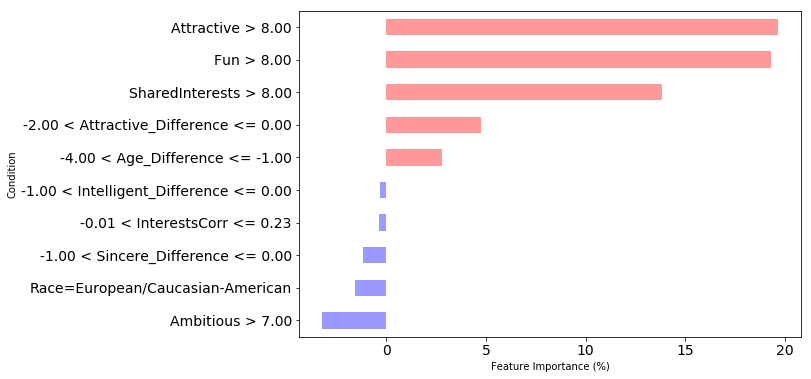 Attractive > 8.00
Fun > 8.00
SharedInterests > 8.00
-2.00 < Attractive_Difference <= 0.00
-4.00 < Age_Difference <= -1.00
-1.00 < Intelligent_Difference <= 0.00
-0.01 < InterestsCorr <= 0.23
-1.00 < Sincere_Difference <= 0.00
Race=European/Caucasian-American
Ambitious > 7.00
Condition
0 5 10 15 20
Feature Importance (%)